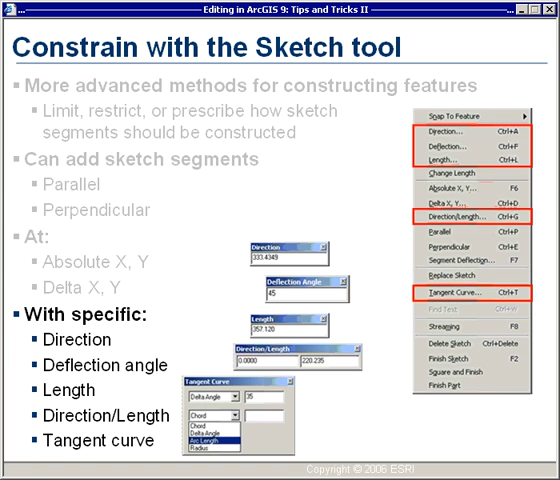 ... Editing in ArcGIS 9: Tips and Tricks II ...
Constrain with the Sketch tool
More advanced methods for constructing features
Limit, restrict, or prescribe how sketch
segments should be constructed
Can add sketch segments
Parallel
Perpendicular
At:
Absolute X, Y
Delta X, Y
With specific:
Direction
Deflection angle
Length
Direction/Length
Tangent curve
Direction
333.4349
Deflection Angle
45
Length
357.120
Direction/Length
0.0000 220.235
Tangent Curve
Delta Angle 35
Chord
Chord
Delta Angle
Arc Length
Radius
Snap To Feature
Direction... Ctrl+A
Deflection... Ctrl+F
Length... Ctrl+L
Change Length
Absolute X, Y... F6
Delta X, Y... Ctrl+D
Direction/Length... Ctrl+G
Parallel Ctrl+P
Perpendicular Ctrl+E
Segment Deflection... F7
Replace Sketch
Tangent Curve... Ctrl+T
Find Text Ctrl+W
Streaming F8
Delete Sketch Ctrl+Delete
Finish Sketch F2
Square and Finish
Finish Part
Copyright © 2006 ESRI